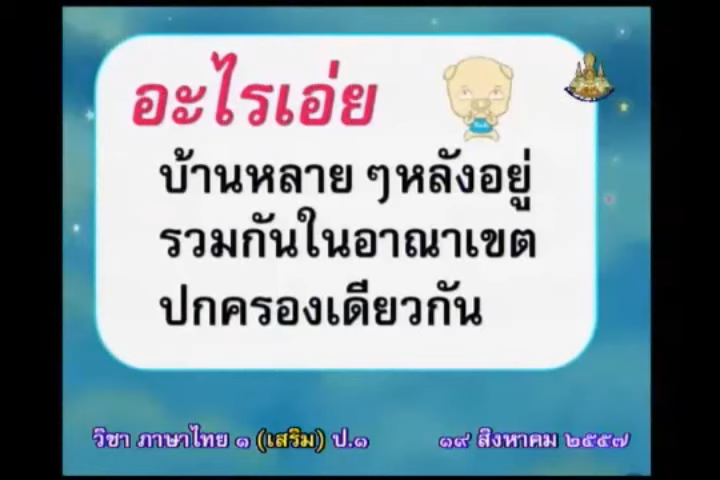 อะไรเอ่ย
บ้านหลาย ๆหลังอยู่
รวมกันในอาณาเขต
ปกครองเดียวกัน
วิชา ภาษาไทย ๑ (เสริม) ป.๑ ๑๙ สิงหาคม ๒๕๕๗